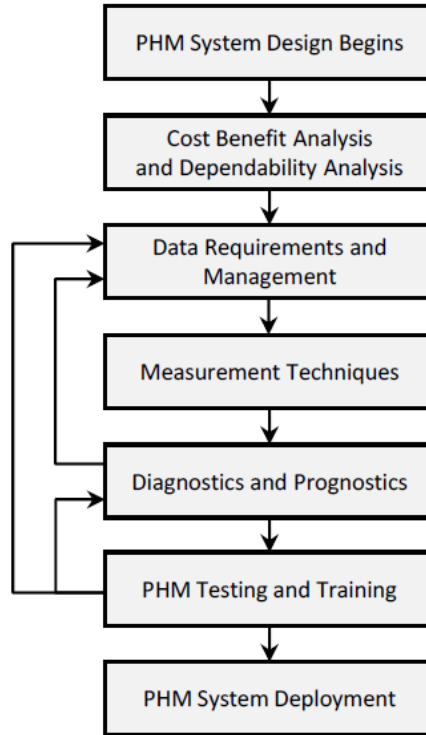 PHM System Design Begins
Cost Benefit Analysis
and Dependability Analysis
Data Requirements and
Management
Measurement Techniques
Diagnostics and Prognostics
PHM Testing and Training
PHM System Deployment